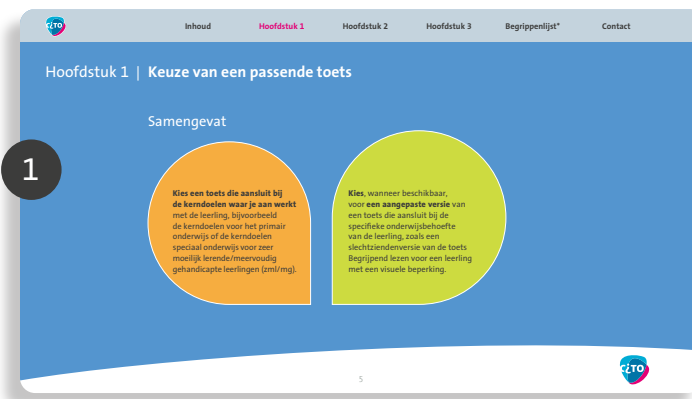 cito
Inhoud
Hoofdstuk 1
Hoofdstuk 2
Hoofdstuk 3
Begrippenlijst*
Contact
Hoofdstuk 1 | Keuze van een passende toets
Samengevat
1
Kies een toets die aansluit bij
de kerndoelen waar je aan werkt
met de leerling, bijvoorbeeld
de kerndoelen voor het primair
onderwijs of de kerndoelen
speciaal onderwijs voor zeer
moeilijk lerende/meervoudig
gehandicapte leerlingen (zml/mg).
Kies, wanneer beschikbaar,
voor een aangepaste versie van
een toets die aansluit bij de
specifieke onderwijsbehoefte
van de leerling, zoals een
slechtziendenversie van de toets
Begrijpend lezen voor een leerling
met een visuele beperking.
5
cito